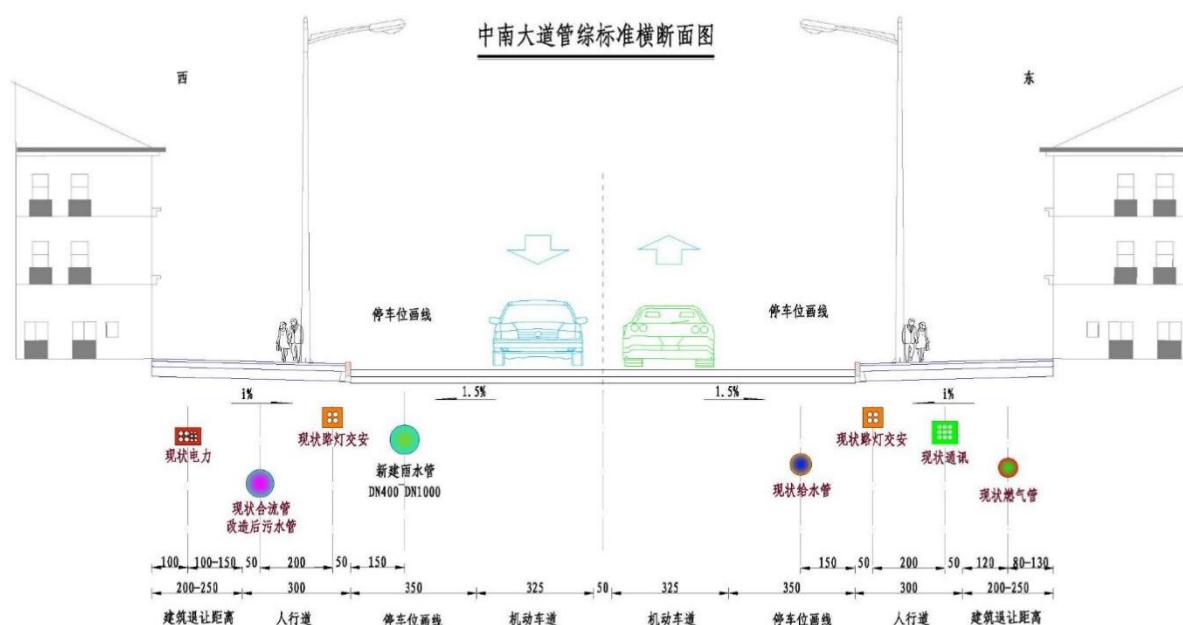 中南大道管综标准横断面图
西
东
停车位画线
停车位画线
1%
1.5%
1.5%
1%
现状电力
现状路灯交安
现状合流管
改造后污水管
新建雨水管
DN400-DN1000
现状给水管
现状路灯交安
现状通讯
现状燃气管
100 100-150 50 200 50 150 150 50 200 50 120 80-130
200-250 300 350 325 50 325 350 300 200-250
建筑退让距离 人行道 停车位画线 机动车道 机动车道 停车位画线 人行道 建筑退让距离